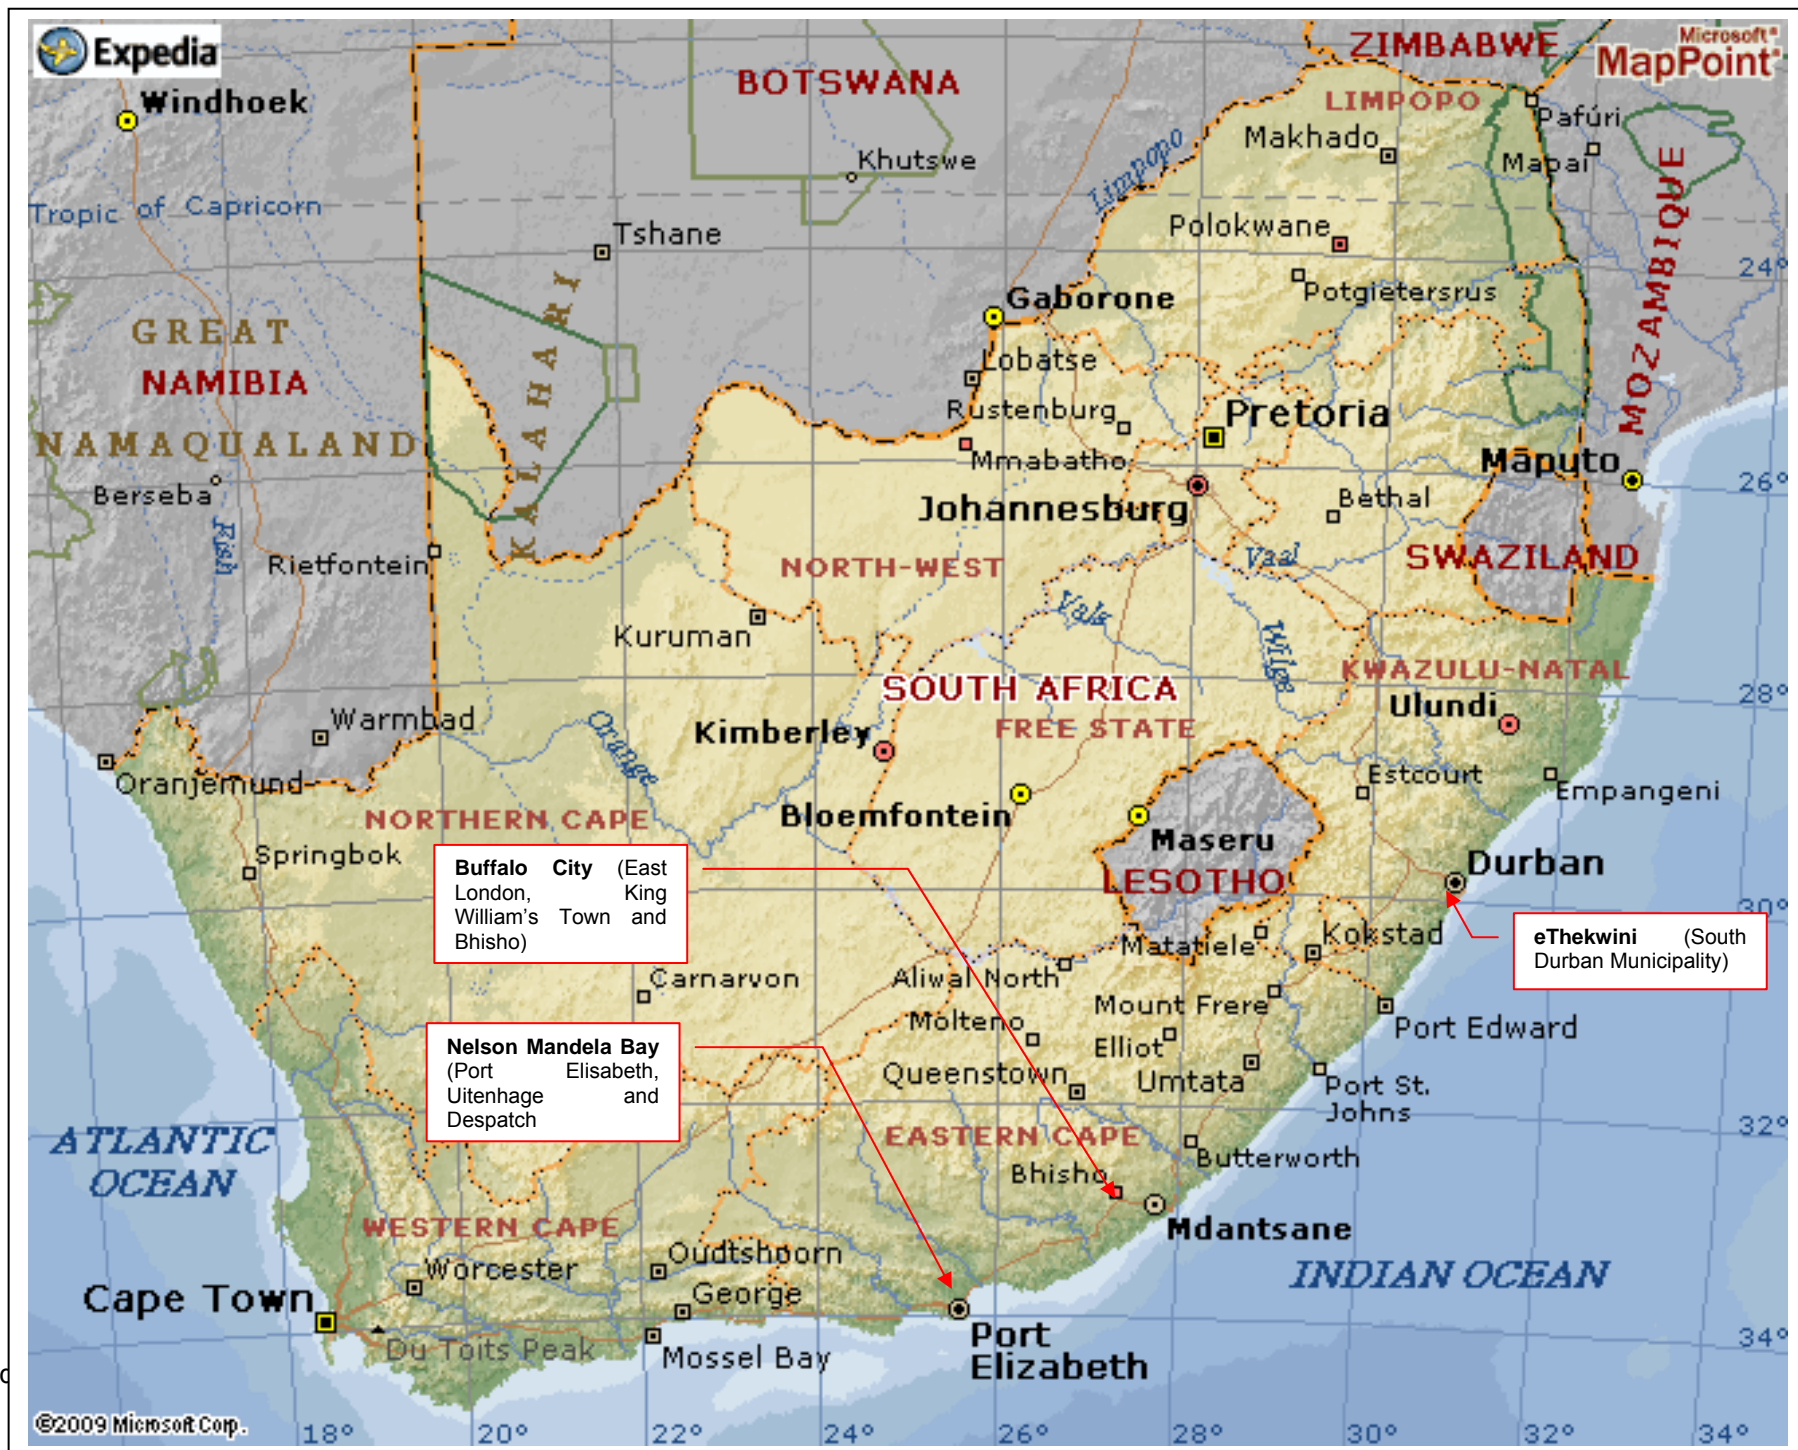 Expedia
Microsoft®
MapPoint®
ZIMBABWE
BOTSWANA
LIMPOPO
Windhoek
Pafúri
Makhado
Mapai
Khutswe
Limpopo
MOZAMBIQUE
Tropic of Capricorn
Tshane
Polokwane
24°
Potgietersrus
Gaborone
KALAHARI
GREAT
NAMIBIA
NAMAQUALAND
Lobatse
Rustenburg
Pretoria
Mmabatho
Maputo
26°
Berseba
Johannesburg
Bethal
Fish
Rietfontein
NORTH-WEST
Vaal
SWAZILAND
Vals
Wilge
Kuruman
KWAZULU-NATAL
SOUTH AFRICA
28°
Ulundi
Warmbad
Orange
Kimberley
FREE STATE
Oranjemund
Estcourt
Empangeni
NORTHERN CAPE
Bloemfontein
Maseru
LESOTHO
Springbok
Durban
Buffalo City (East
London, King
William’s Town and
Bhisho)
30°
eThekwini (South
Durban Municipality)
Matatiele
Kokstad
Carnarvon
Aliwal North
Mount Frere
Port Edward
Molteno
Elliot
Nelson Mandela Bay
(Port Elisabeth,
Uitenhage and
Despatch
Queenstown
Umtata
Port St.
Johns
ATLANTIC
OCEAN
EASTERN CAPE
32°
Butterworth
Bhisho
WESTERN CAPE
Mdantsane
Oudtshoorn
Worcester
INDIAN OCEAN
George
Cape Town
Port
Elizabeth
34°
Du Toits Peak
Mossel Bay
©2009 Microsoft Corp.
18°
20°
22°
24°
26°
28°
30°
32°
34°